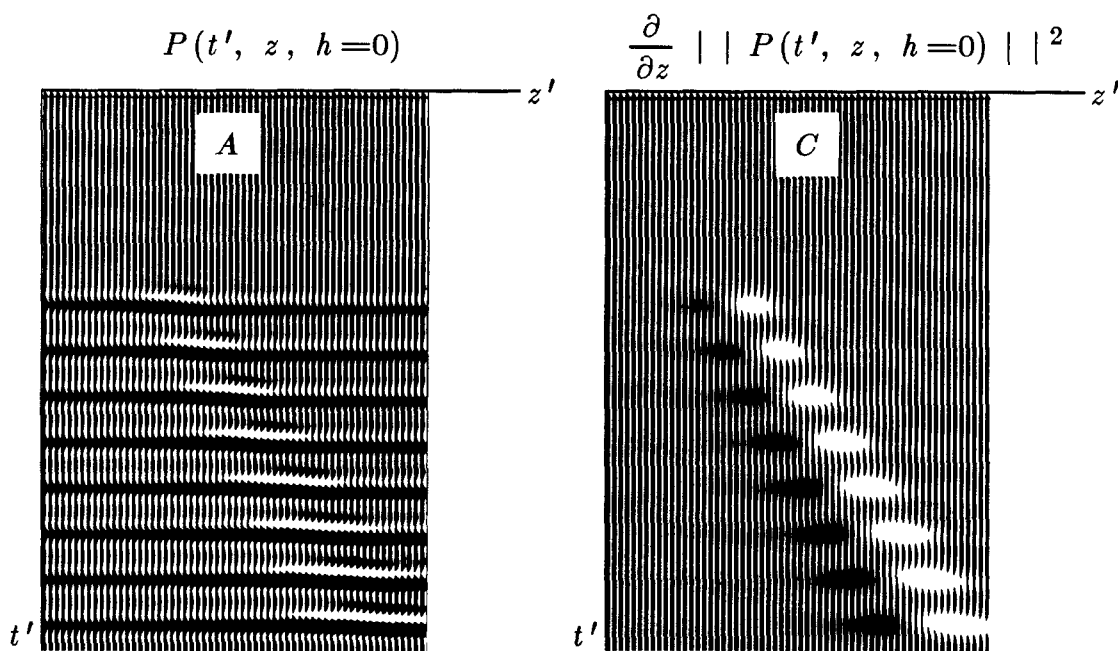 P(t′, z, h=0)
∂/∂z | | P(t′, z, h=0) | | ²
z′
z′
A
C
t′
t′